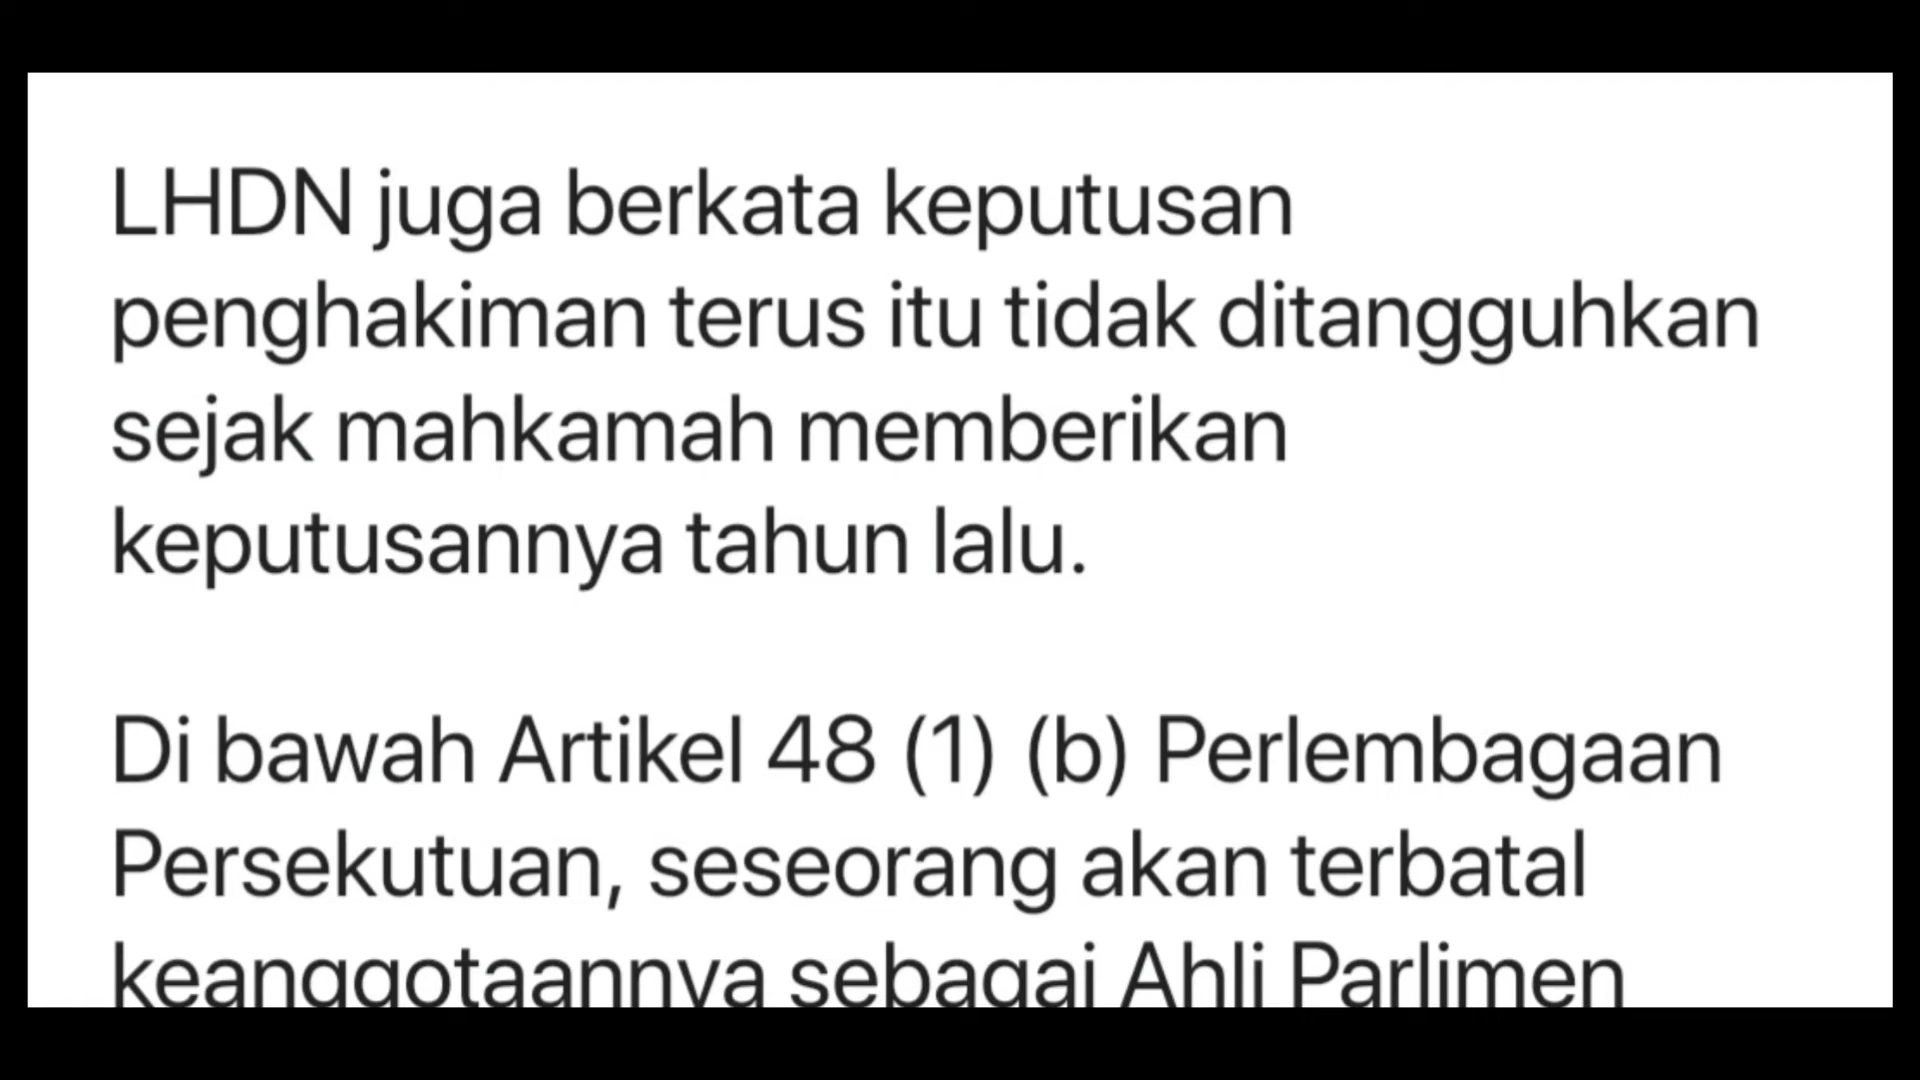 LHDN juga berkata keputusan
penghakiman terus itu tidak ditangguhkan
sejak mahkamah memberikan
keputusannya tahun lalu.
Di bawah Artikel 48 (1) (b) Perlembagaan
Persekutuan, seseorang akan terbatal
keanggotaannya sebagai Ahli Parlimen